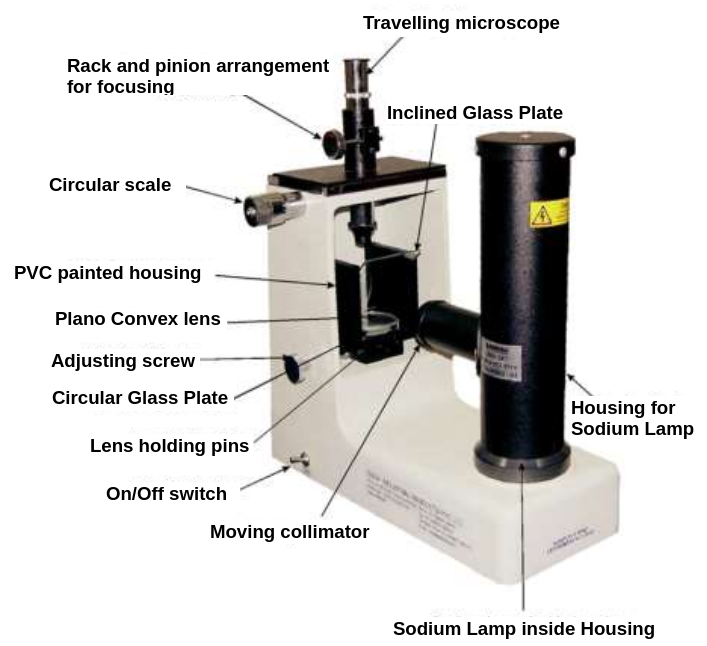 Travelling microscope
Rack and pinion arrangement
for focusing
Inclined Glass Plate
Circular scale
PVC painted housing
Plano Convex lens
Adjusting screw
Circular Glass Plate
Housing for
Sodium Lamp
Lens holding pins
On/Off switch
Moving collimator
Sodium Lamp inside Housing